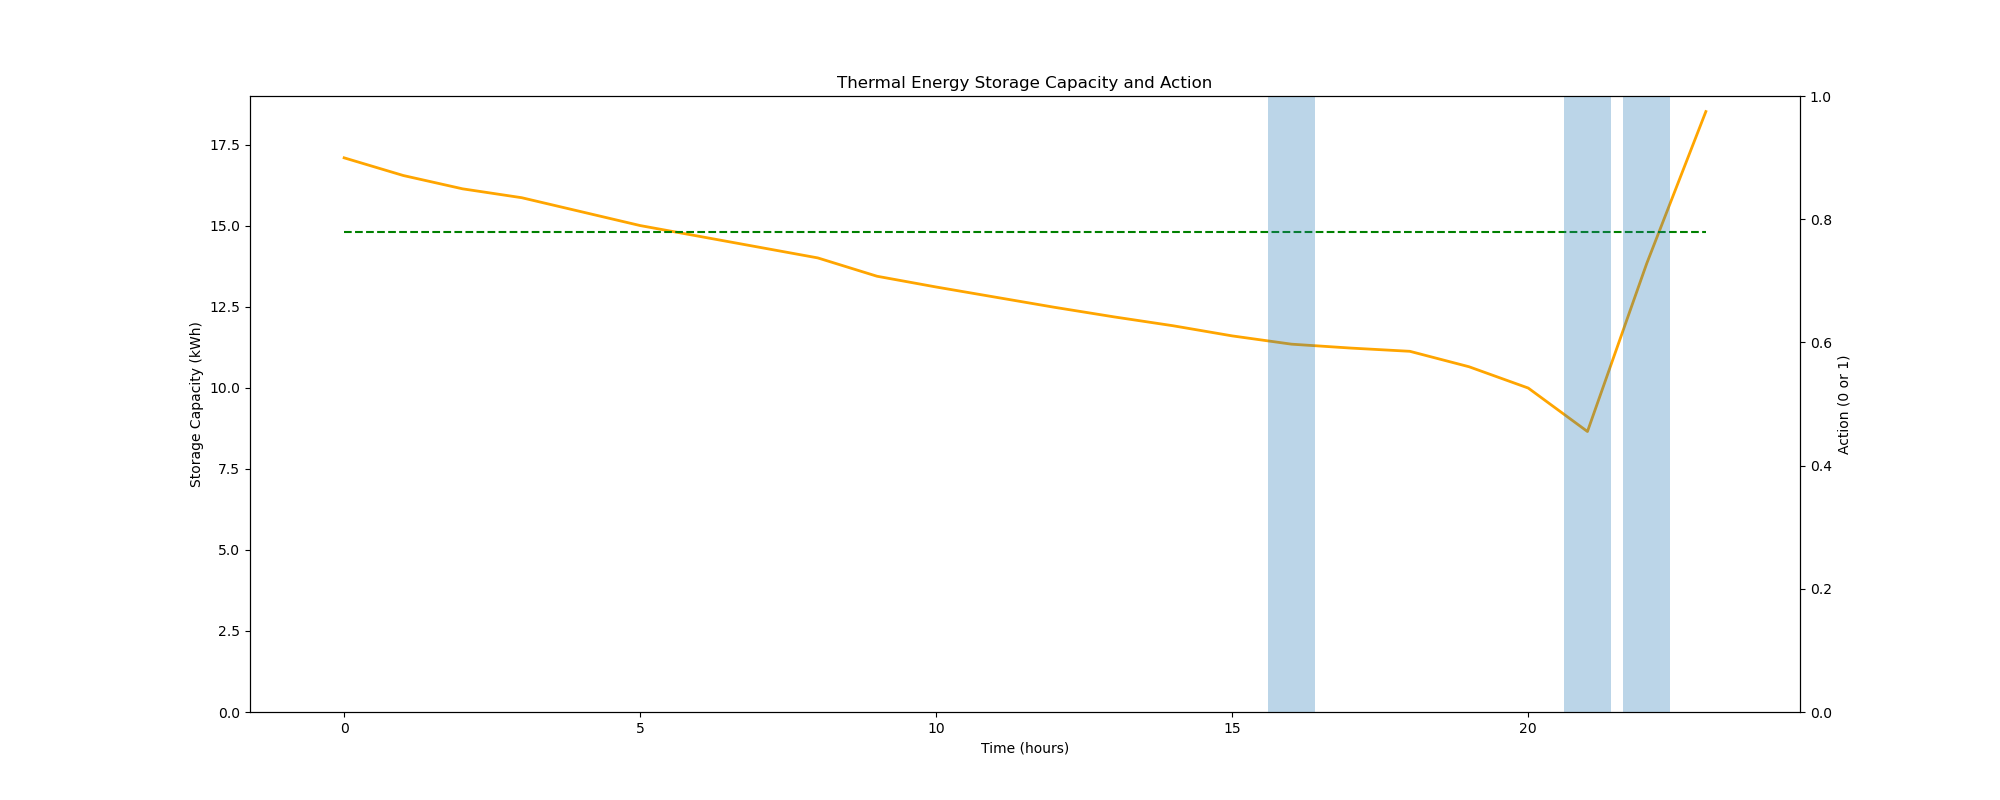 Thermal Energy Storage Capacity and Action
Storage Capacity (kWh)
17.5
15.0
12.5
10.0
7.5
5.0
2.5
0.0
1.0
0.8
0.6
0.4
0.2
0.0
Action (0 or 1)
0 5 10 15 20
Time (hours)